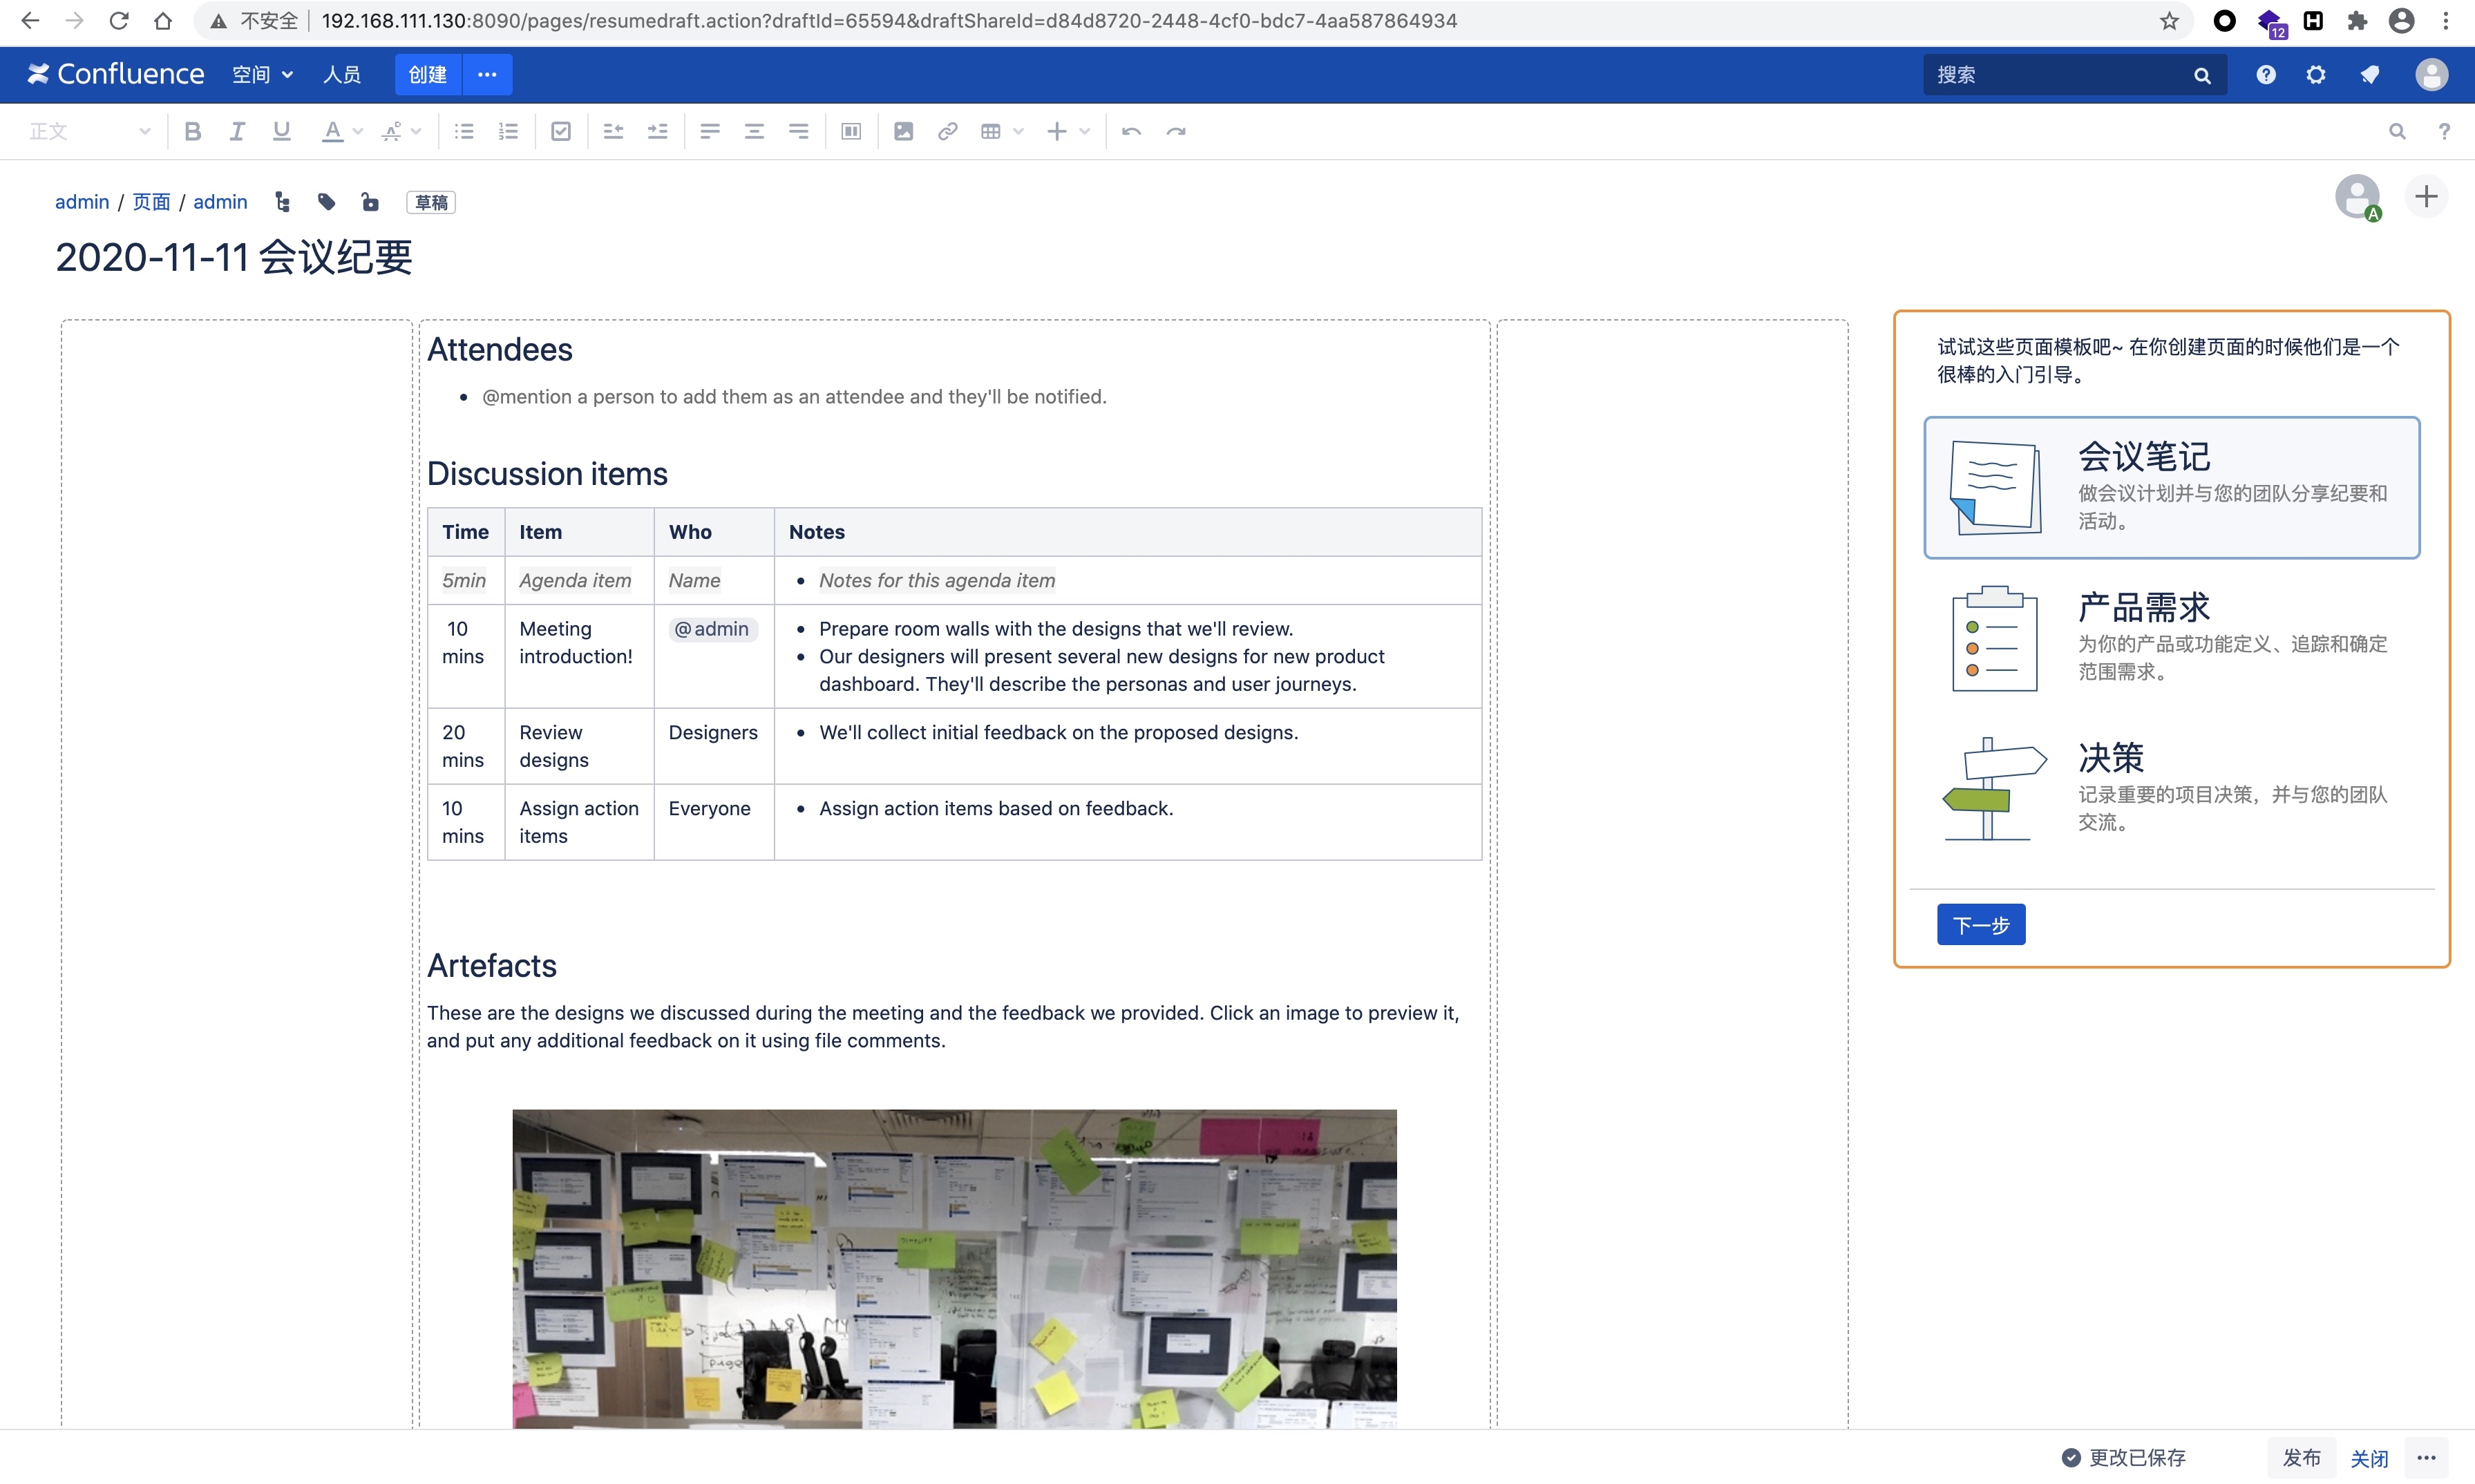 不安全 192.168.111.130:8090/pages/resumedraft.action?draftId=65594&draftShareId=d84d8720-2448-4cf0-bdc7-4aa587864934
12
Confluence 空间 人员 创建 ··· 搜索
正文
admin / 页面 / admin 草稿
A
2020-11-11 会议纪要
Attendees
@mention a person to add them as an attendee and they'll be notified.
Discussion items
Time Item Who Notes
5min Agenda item Name Notes for this agenda item
10 mins Meeting introduction! @admin Prepare room walls with the designs that we'll review.
Our designers will present several new designs for new product
dashboard. They'll describe the personas and user journeys.
20 mins Review designs Designers We'll collect initial feedback on the proposed designs.
10 mins Assign action items Everyone Assign action items based on feedback.
Artefacts
These are the designs we discussed during the meeting and the feedback we provided. Click an image to preview it,
and put any additional feedback on it using file comments.
试试这些页面模板吧~ 在你创建页面的时候他们是一个
很棒的入门引导。
会议笔记
做会议计划并与您的团队分享纪要和
活动。
产品需求
为你的产品或功能定义、追踪和确定
范围需求。
决策
记录重要的项目决策，并与您的团队
交流。
下一步
更改已保存 发布 关闭 ···